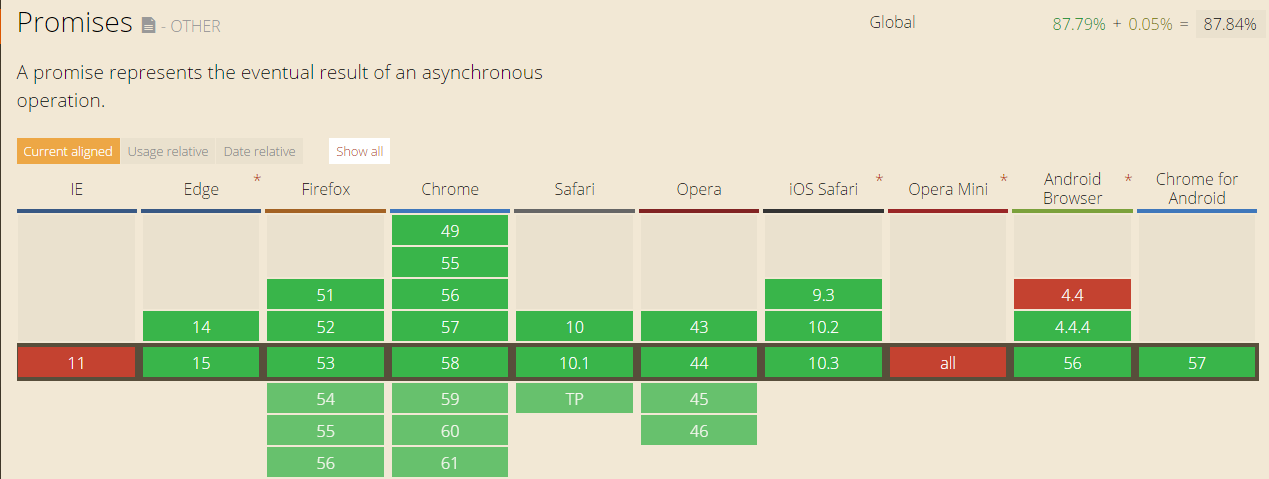 Promises - OTHER Global 87.79% + 0.05% = 87.84%
A promise represents the eventual result of an asynchronous
operation.
Current aligned Usage relative Date relative Show all
IE Edge * Firefox Chrome Safari Opera iOS Safari * Opera Mini * Android Browser * Chrome for Android
49
55
51 56 9.3 4.4
14 52 57 10 43 10.2 4.4.4
11 15 53 58 10.1 44 10.3 all 56 57
54 59 TP 45
55 60 46
56 61